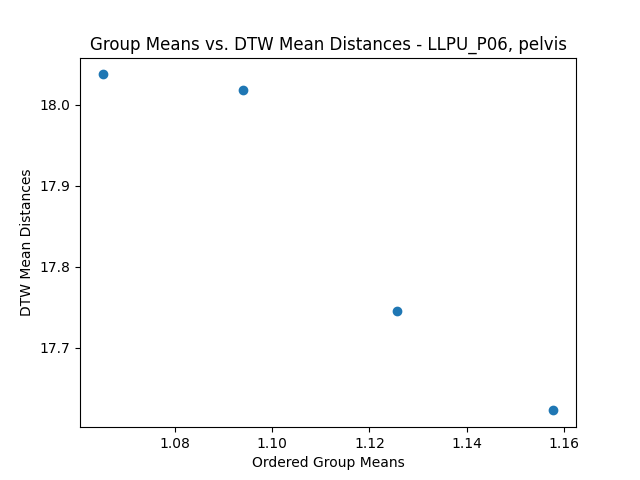 Group Means vs. DTW Mean Distances - LLPU_P06, pelvis
18.0
17.9
17.8
17.7
DTW Mean Distances
1.08 1.10 1.12 1.14 1.16
Ordered Group Means